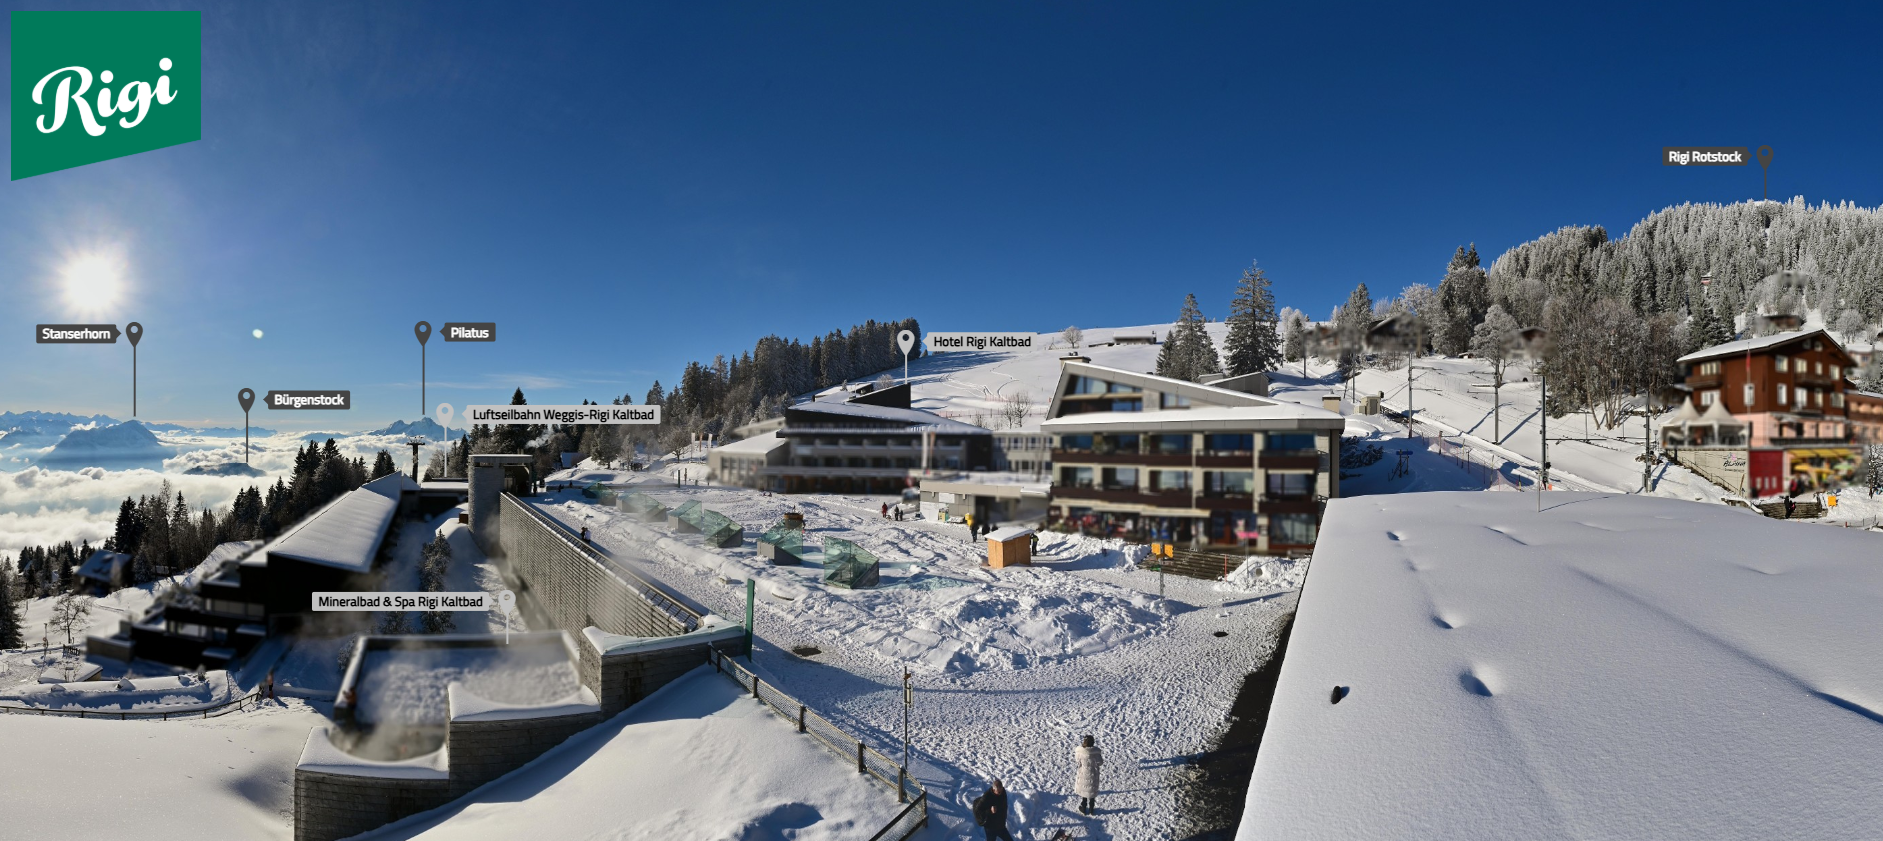 Rigi
Rigi Rotstock
Stanserhorn
Pilatus
Hotel Rigi Kaltbad
Bürgenstock
Luftseilbahn Weggis-Rigi Kaltbad
Mineralbad & Spa Rigi Kaltbad